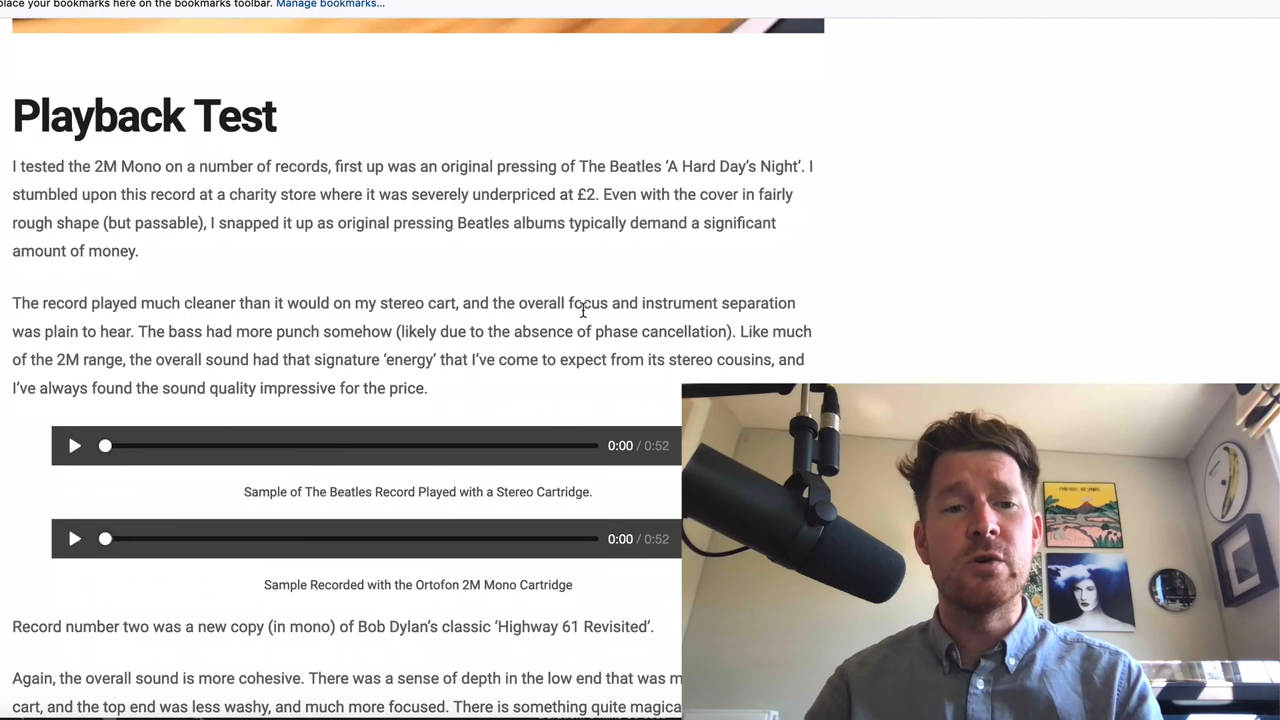 place your bookmarks here on the bookmarks toolbar. Manage bookmarks...
Playback Test
I tested the 2M Mono on a number of records, first up was an original pressing of The Beatles ‘A Hard Day’s Night’. I
stumbled upon this record at a charity store where it was severely underpriced at £2. Even with the cover in fairly
rough shape (but passable), I snapped it up as original pressing Beatles albums typically demand a significant
amount of money.
The record played much cleaner than it would on my stereo cart, and the overall focus and instrument separation
was plain to hear. The bass had more punch somehow (likely due to the absence of phase cancellation). Like much
of the 2M range, the overall sound had that signature ‘energy’ that I’ve come to expect from its stereo cousins, and
I’ve always found the sound quality impressive for the price.
0:00 / 0:52
Sample of The Beatles Record Played with a Stereo Cartridge.
0:00 / 0:52
Sample Recorded with the Ortofon 2M Mono Cartridge
Record number two was a new copy (in mono) of Bob Dylan’s classic ‘Highway 61 Revisited’.
Again, the overall sound is more cohesive. There was a sense of depth in the low end that was m
cart, and the top end was less washy, and much more focused. There is something quite magica